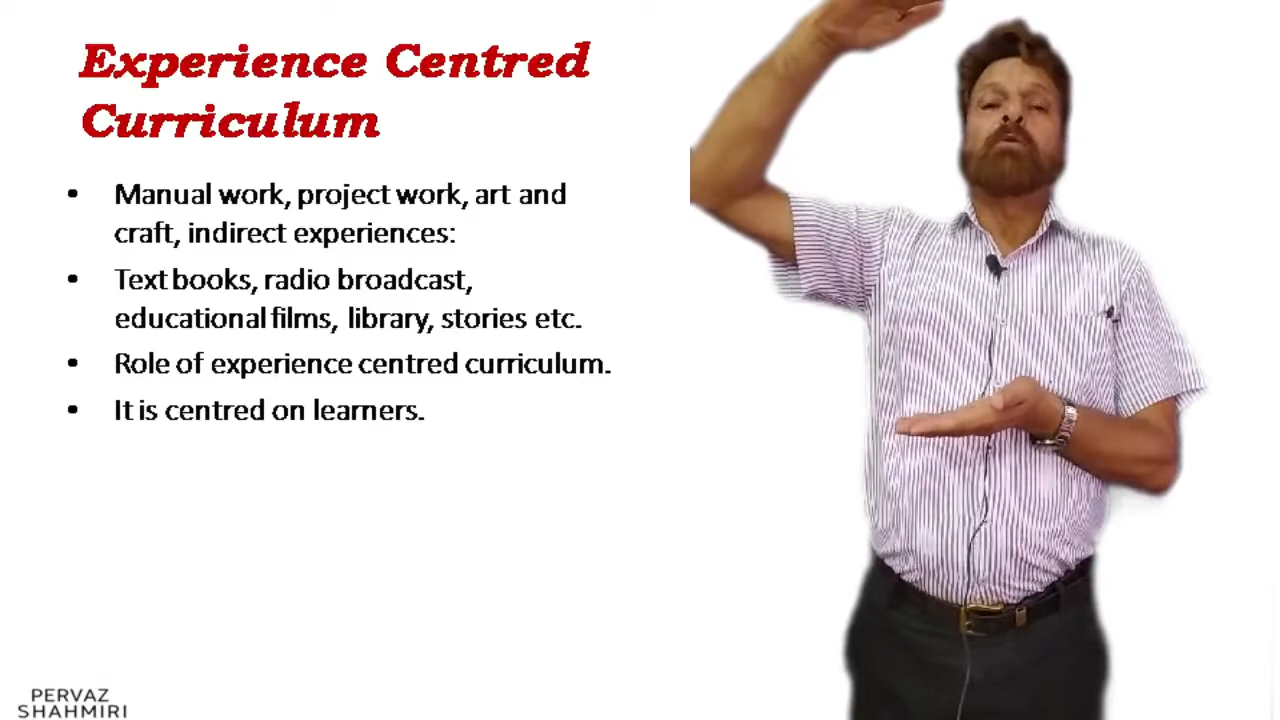 Experience Centred
Curriculum
• Manual work, project work, art and
craft, indirect experiences:
• Text books, radio broadcast,
educational films, library, stories etc.
• Role of experience centred curriculum.
• It is centred on learners.
PERVAZ
SHAHMIRI